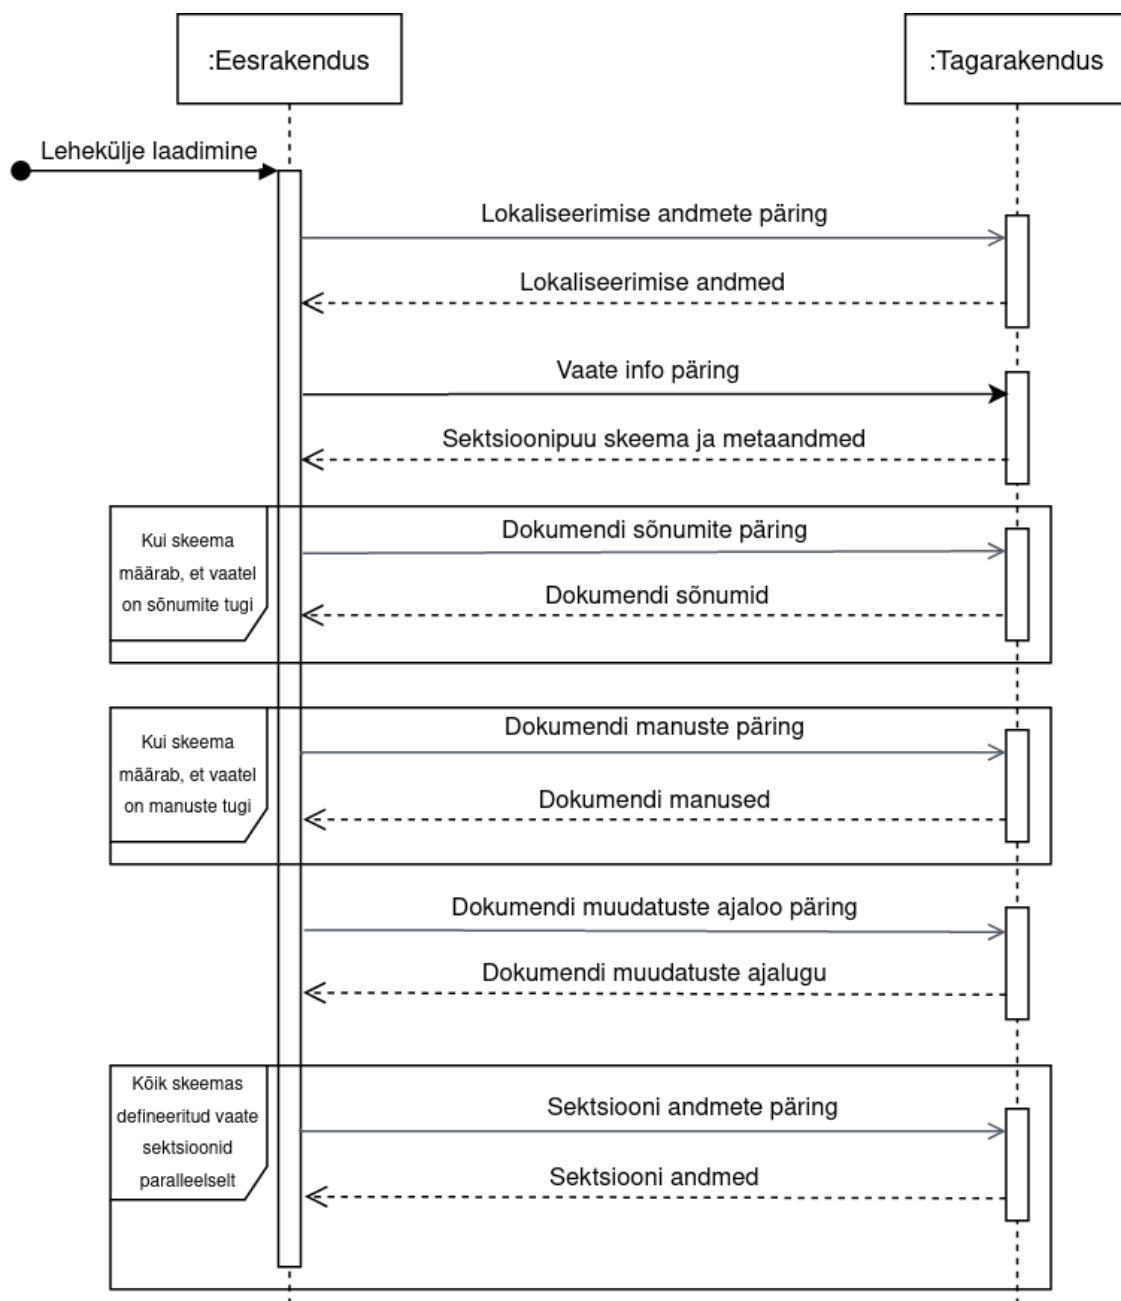 :Eesrakendus
:Tagarakendus
Lehekülje laadimine
Lokaliseerimise andmete päring
Lokaliseerimise andmed
Vaate info päring
Sektsioonipuu skeema ja metaandmed
Kui skeema
määrab, et vaatel
on sõnumite tugi
Dokumendi sõnumite päring
Dokumendi sõnumid
Kui skeema
määrab, et vaatel
on manuste tugi
Dokumendi manuste päring
Dokumendi manused
Dokumendi muudatuste ajaloo päring
Dokumendi muudatuste ajalugu
Kõik skeemas
defineeritud vaate
sektsioonid
paralleelselt
Sektsiooni andmete päring
Sektsiooni andmed